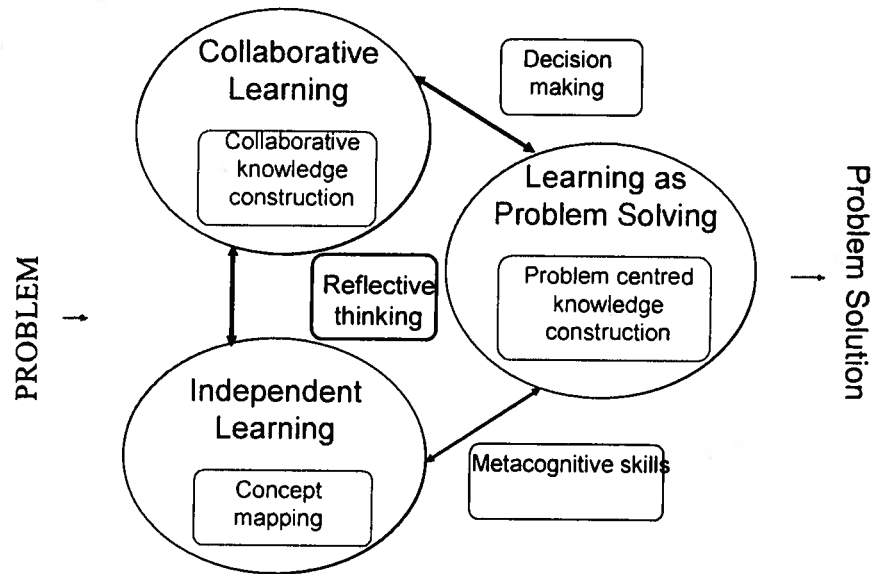 Collaborative
Learning
Collaborative
knowledge
construction
Decision
making
Learning as
Problem Solving
Problem centred
knowledge
construction
Reflective
thinking
PROBLEM
Problem Solution
Independent
Learning
Concept
mapping
Metacognitive skills